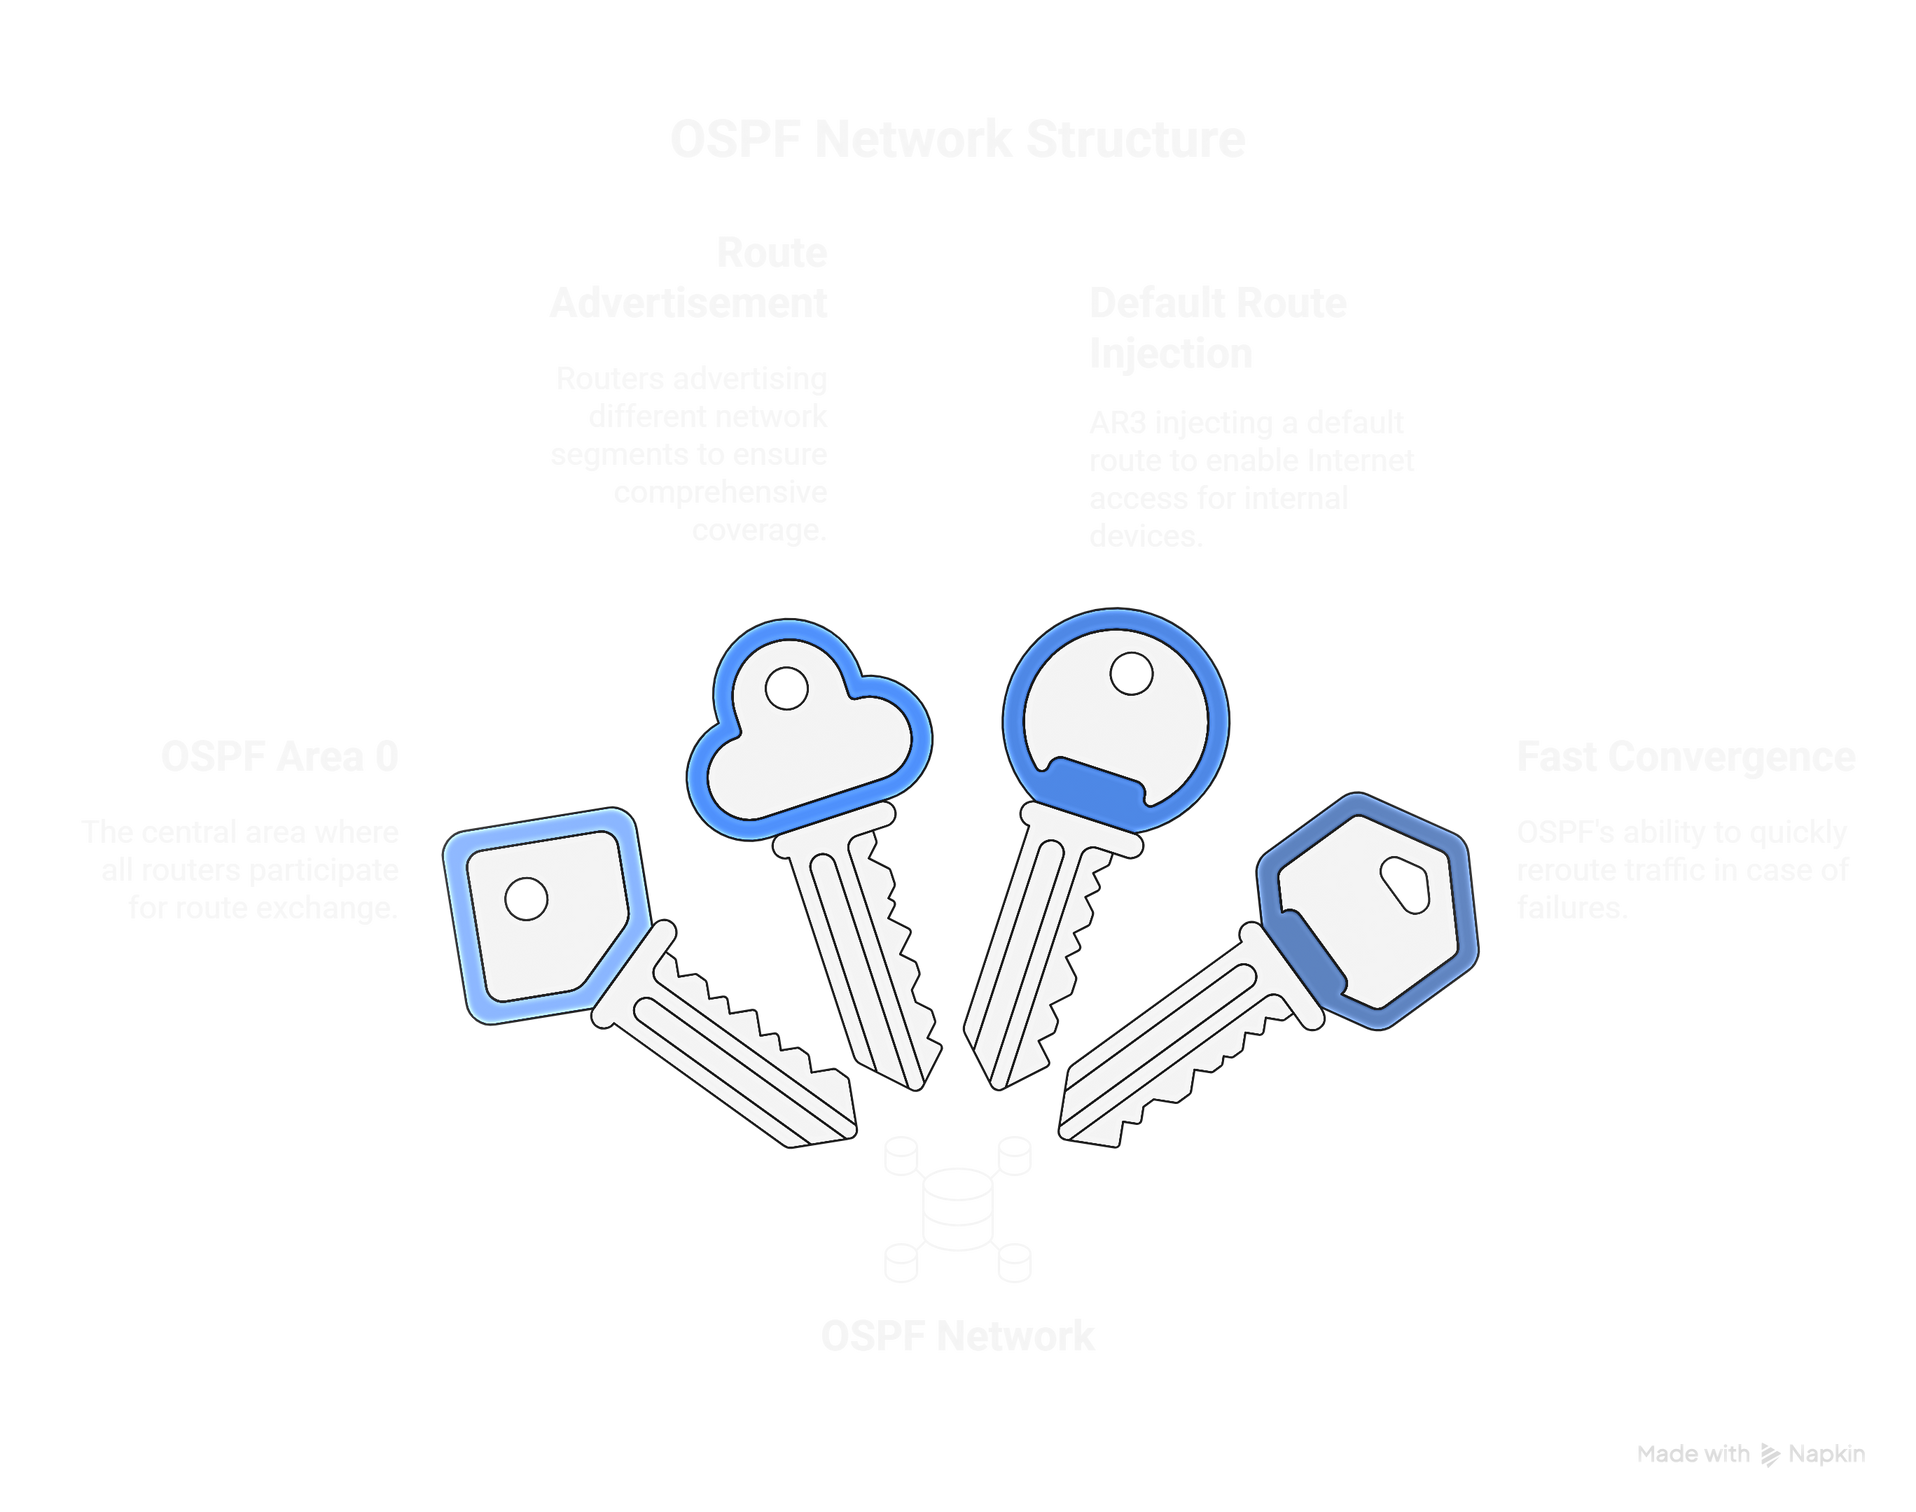 OSPF Network Structure
Route
Advertisement
Routers advertising
different network
segments to ensure
comprehensive
coverage.
Default Route
Injection
AR3 injecting a default
route to enable Internet
access for internal
devices.
OSPF Area 0
The central area where
all routers participate
for route exchange.
Fast Convergence
OSPF's ability to quickly
reroute traffic in case of
failures.
OSPF Network
Made with Napkin